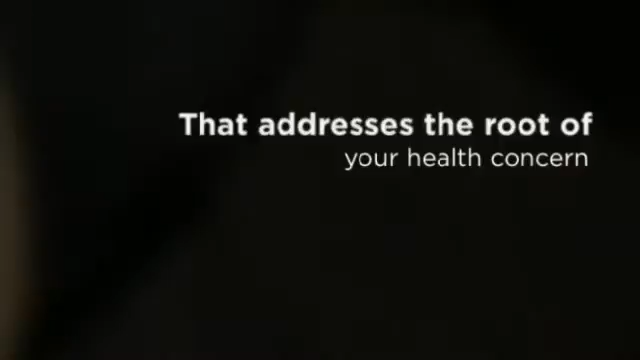 That addresses the root of
your health concern